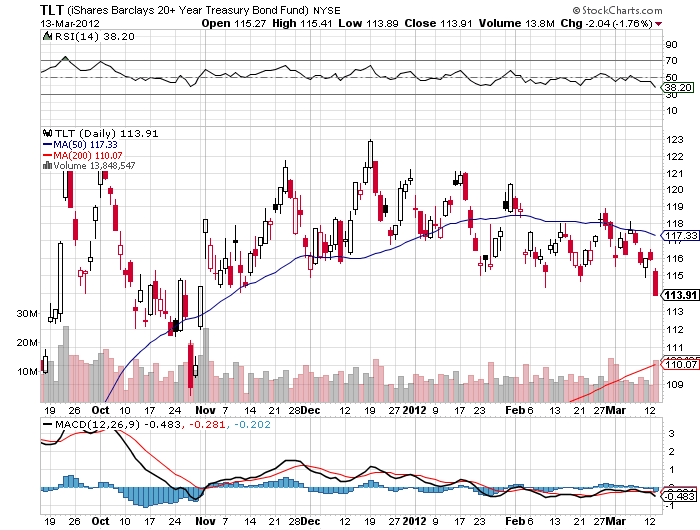 TLT (iShares Barclays 20+ Year Treasury Bond Fund) NYSE © StockCharts.com
13-Mar-2012 Open 115.27 High 115.41 Low 113.89 Close 113.91 Volume 13.8M Chg -2.04 (-1.76%)
RSI(14) 38.20
90
70
50
38.20
30
10
TLT (Daily) 113.91
MA(50) 117.33
MA(200) 110.07
Volume 13,848,547
123
122
121
120
119
118
117.33
116
115
113.91
113
112
111
110.07
109
30M
20M
10M
19 26 Oct 10 17 24 Nov 7 14 21 28 Dec 12 19 27 2012 9 17 23 Feb 6 13 21 27 Mar 12
MACD(12,26,9) -0.483, -0.281, -0.202
3
2
1
-0.483
-1
19 26 Oct 10 17 24 Nov 7 14 21 28 Dec 12 19 27 2012 9 17 23 Feb 6 13 21 27 Mar 12